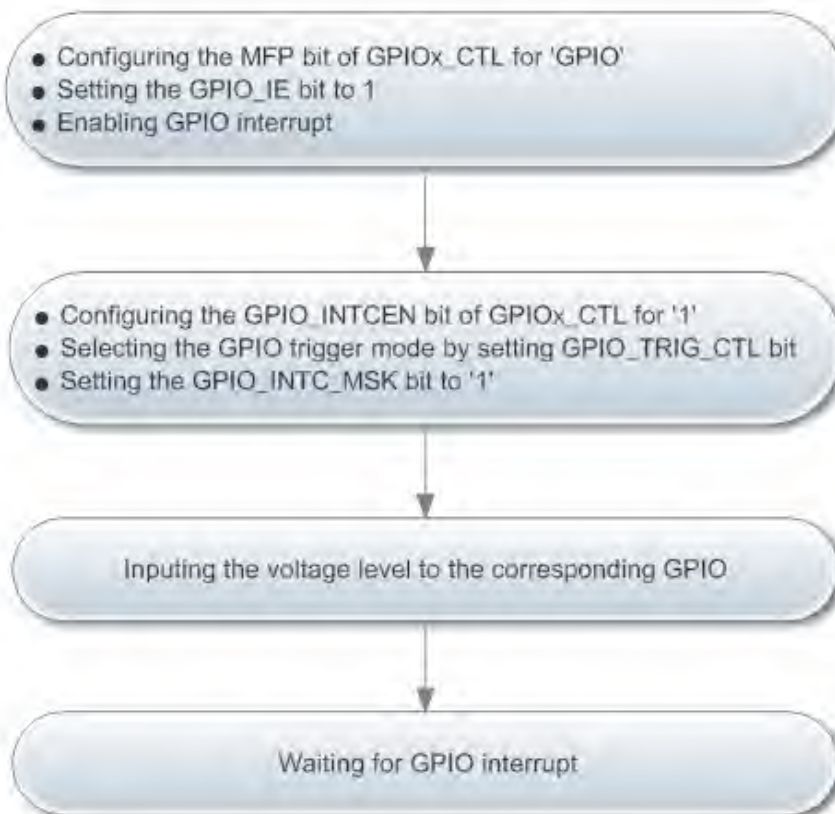 ● Configuring the MFP bit of GPIOx_CTL for 'GPIO'
● Setting the GPIO_IE bit to 1
● Enabling GPIO interrupt
● Configuring the GPIO_INTCEN bit of GPIOx_CTL for '1'
● Selecting the GPIO trigger mode by setting GPIO_TRIG_CTL bit
● Setting the GPIO_INTC_MSK bit to '1'
Inputing the voltage level to the corresponding GPIO
Waiting for GPIO interrupt